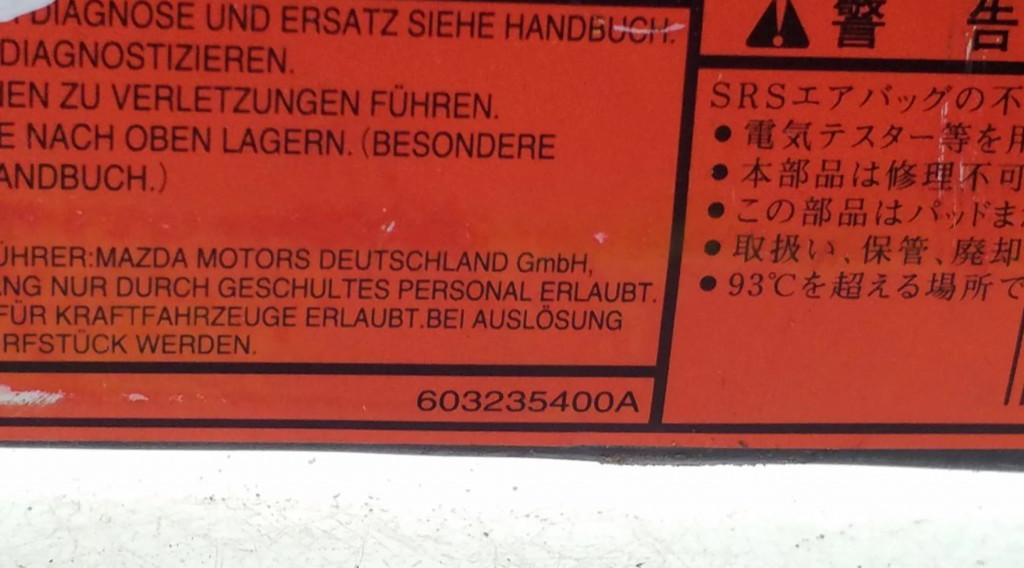 DIAGNOSE UND ERSATZ SIEHE HANDBUCH.
DIAGNOSTIZIEREN.
ZU VERLETZUNGEN FÜHREN.
NACH OBEN LAGERN. (BESONDERE
ANDBUCH.)
ÜHRER:MAZDA MOTORS DEUTSCHLAND GmbH,
ANG NUR DURCH GESCHULTES PERSONAL ERLAUBT.
FÜR KRAFTFAHRZEUGE ERLAUBT.BEI AUSLÖSUNG
RFSTÜCK WERDEN.
603235400A
警 告
SRSエアバッグの不
●電気テスター等を用
●本部品は修理不可
●この部品はパッドま
●取扱い、保管、廃却
●93℃を超える場所で